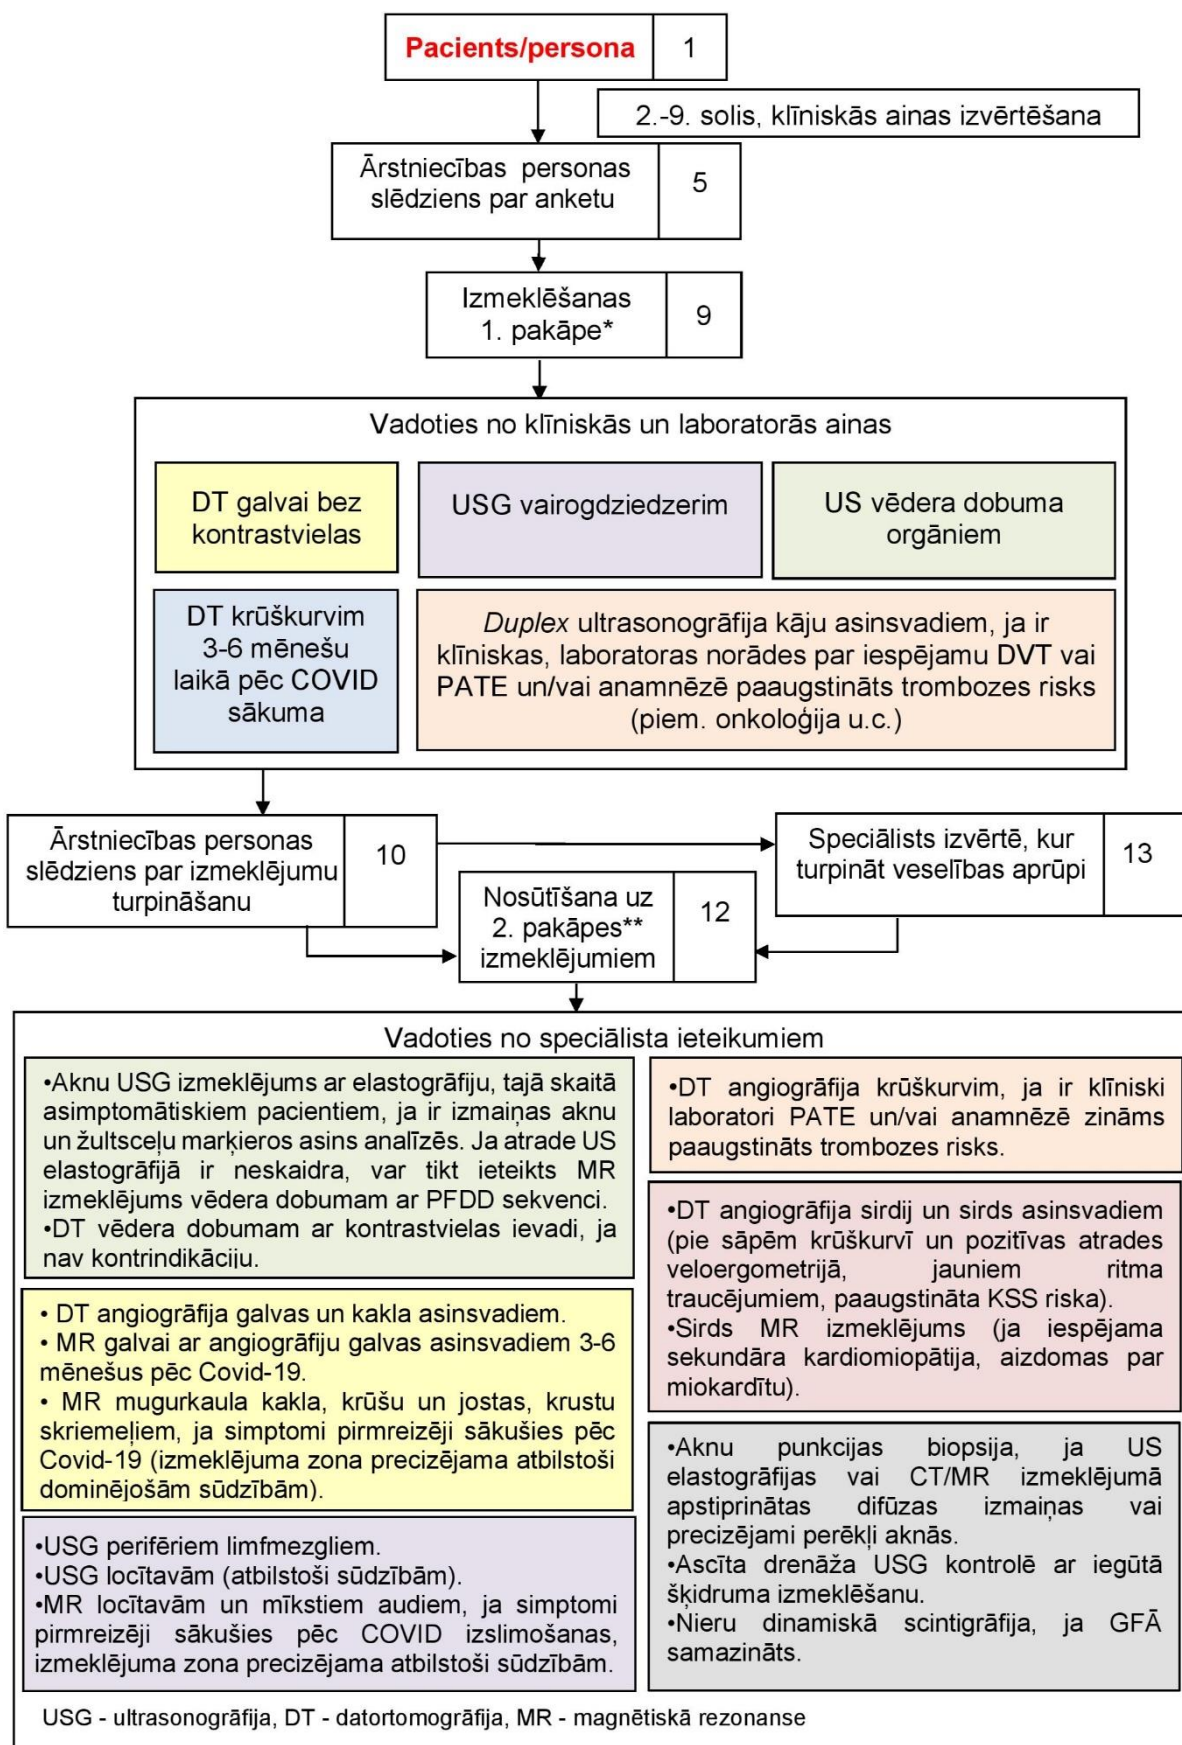 Pacients/persona
1
2.-9. solis, klīniskās ainas izvērtēšana
Ārstniecības personas
slēdziens par anketu
5
Izmeklēšanas
1. pakāpe*
9
Vadoties no klīniskās un laboratorās ainas
DT galvai bez
kontrastvielas
USG vairogdziedzerim
US vēdera dobuma
orgāniem
DT krūškurvim
3-6 mēnešu
laikā pēc COVID
sākuma
Duplex ultrasonogrāfija kāju asinsvadiem, ja ir
klīniskas, laboratoras norādes par iespējamu DVT vai
PATE un/vai anamnēzē paaugstināts trombozes risks
(piem. onkoloģija u.c.)
Ārstniecības personas
slēdziens par izmeklējumu
turpināšanu
10
Speciālists izvērtē, kur
turpināt veselības aprūpi
13
Nosūtīšana uz
2. pakāpes**
izmeklējumiem
12
Vadoties no speciālista ieteikumiem
•Aknu USG izmeklējums ar elastogrāfiju, tajā skaitā
asimptomātiskiem pacientiem, ja ir izmaiņas aknu
un žultsceļu marķieros asins analīzēs. Ja atrade US
elastogrāfijā ir neskaidra, var tikt ieteikts MR
izmeklējums vēdera dobumam ar PFDD sekvenci.
•DT vēdera dobumam ar kontrastvielas ievadi, ja
nav kontrindikāciju.
• DT angiogrāfija galvas un kakla asinsvadiem.
• MR galvai ar angiogrāfiju galvas asinsvadiem 3-6
mēnešus pēc Covid-19.
• MR mugurkaula kakla, krūšu un jostas, krustu
skriemeļiem, ja simptomi pirmreizēji sākušies pēc
Covid-19 (izmeklējuma zona precizējama atbilstoši
dominējošām sūdzībām).
•USG perifēriem limfmezgliem.
•USG locītavām (atbilstoši sūdzībām).
•MR locītavām un mīkstiem audiem, ja simptomi
pirmreizēji sākušies pēc COVID izslimošanas,
izmeklējuma zona precizējama atbilstoši sūdzībām.
•DT angiogrāfija krūškurvim, ja ir klīniski
laboratori PATE un/vai anamnēzē zināms
paaugstināts trombozes risks.
•DT angiogrāfija sirdij un sirds asinsvadiem
(pie sāpēm krūškurvī un pozitīvas atrades
veloergometrijā, jauniem ritma
traucējumiem, paaugstināta KSS riska).
•Sirds MR izmeklējums (ja iespējama
sekundāra kardiomiopātija, aizdomas par
miokardītu).
•Aknu punkcijas biopsija, ja US
elastogrāfijas vai CT/MR izmeklējumā
apstiprinātas difūzas izmaiņas vai
precizējami perēkļi aknās.
•Ascīta drenāža USG kontrolē ar iegūtā
šķidruma izmeklēšanu.
•Nieru dinamiskā scintigrāfija, ja GFĀ
samazināts.
USG - ultrasonogrāfija, DT - datortomogrāfija, MR - magnētiskā rezonanse